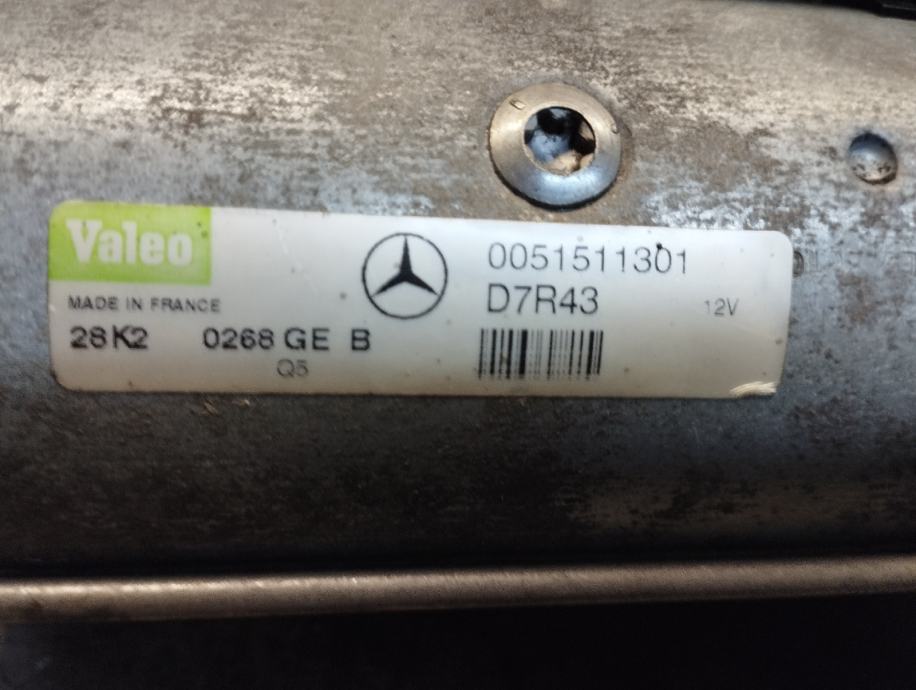 Valeo
MADE IN FRANCE
28K2 0268 GE B
Q5
0051511301
D7R43 12V